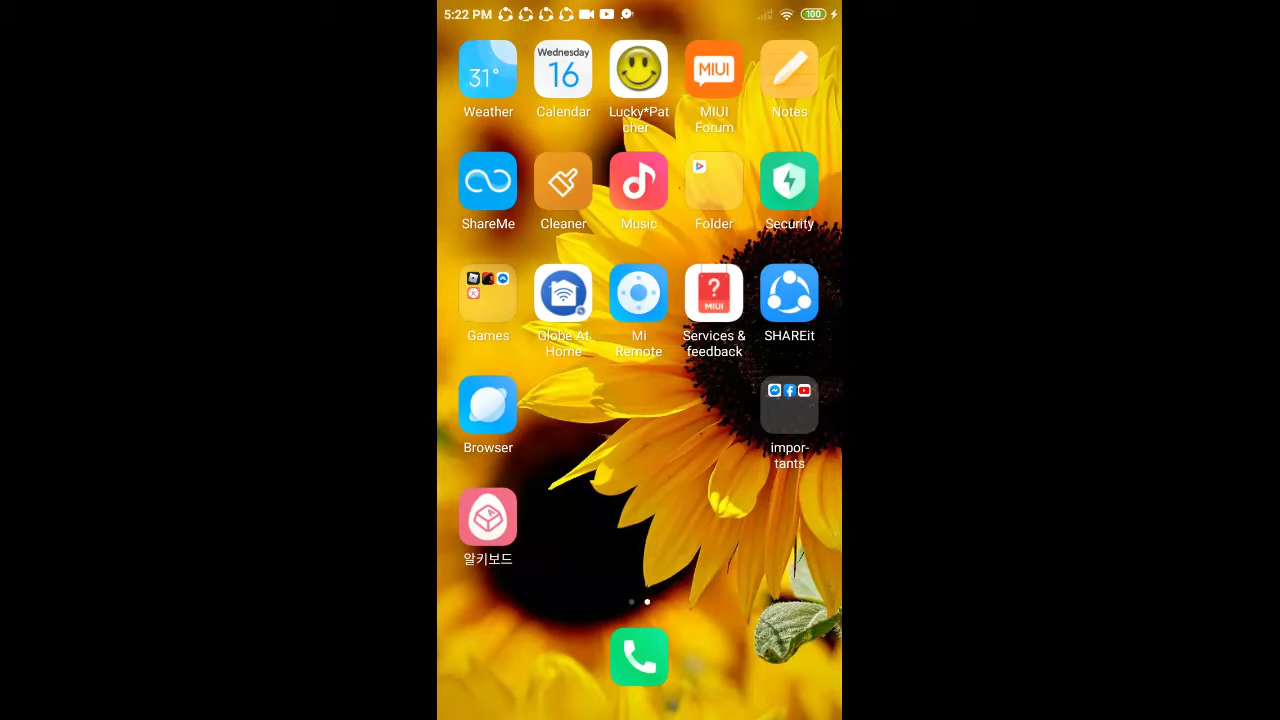 5:22 PM
100
Wednesday
31°
16
MIUI
Weather
Calendar
Lucky*Pat
cher
MIUI
Forum
Notes
ShareMe
Cleaner
Music
Folder
Security
?
MIUI
Games
Globe At
Home
Mi
Remote
Services &
feedback
SHAREit
Browser
impor-
tants
A
알키보드